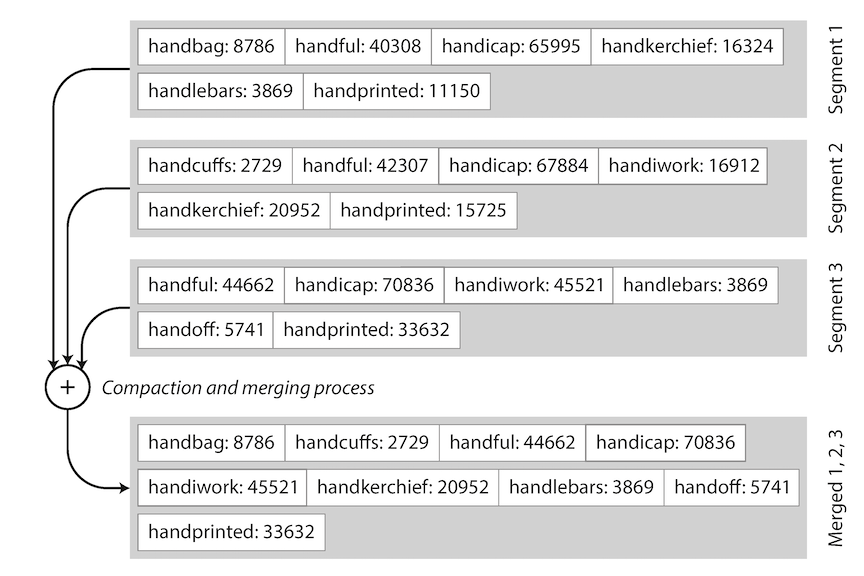 handbag: 8786 handful: 40308 handicap: 65995 handkerchief: 16324
handlebars: 3869 handprinted: 11150
Segment 1
handcuffs: 2729 handful: 42307 handicap: 67884 handiwork: 16912
handkerchief: 20952 handprinted: 15725
Segment 2
handful: 44662 handicap: 70836 handiwork: 45521 handlebars: 3869
handoff: 5741 handprinted: 33632
Segment 3
+ Compaction and merging process
handbag: 8786 handcuffs: 2729 handful: 44662 handicap: 70836
handiwork: 45521 handkerchief: 20952 handlebars: 3869 handoff: 5741
handprinted: 33632
Merged 1, 2, 3